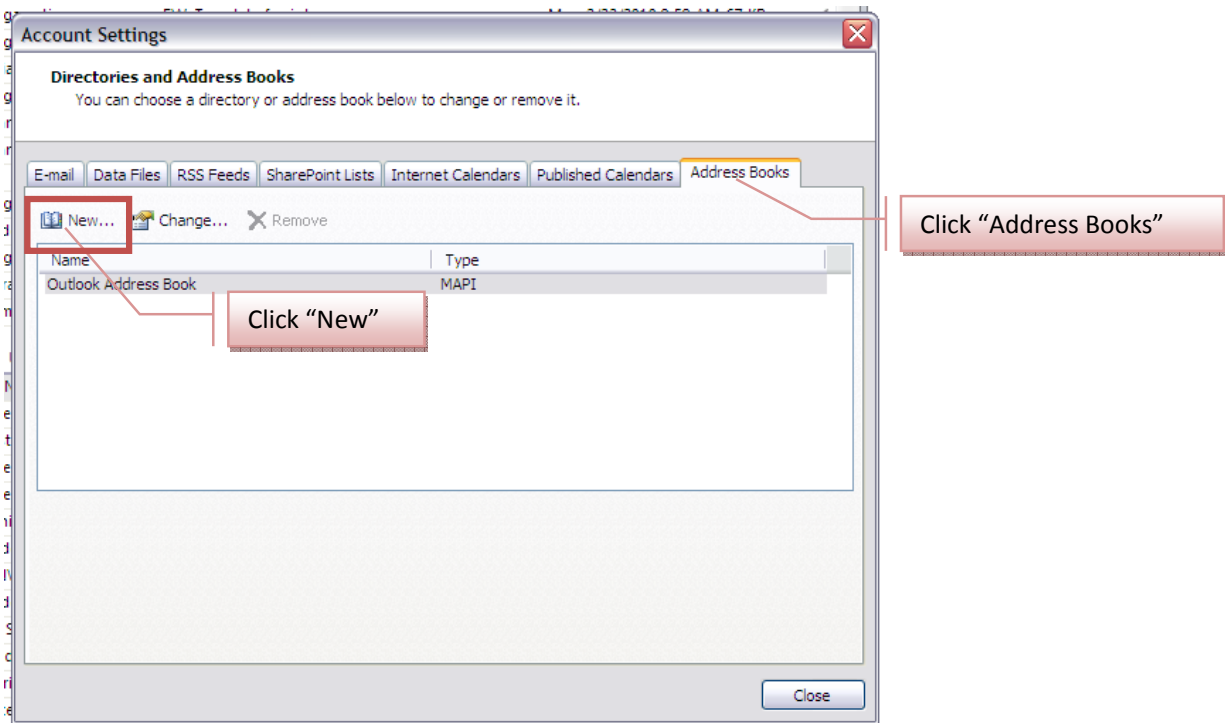 Account Settings
Directories and Address Books
You can choose a directory or address book below to change or remove it.
E-mail Data Files RSS Feeds SharePoint Lists Internet Calendars Published Calendars Address Books
New... Change... Remove
Click “Address Books”
Name Type
Outlook Address Book MAPI
Click “New”
Close